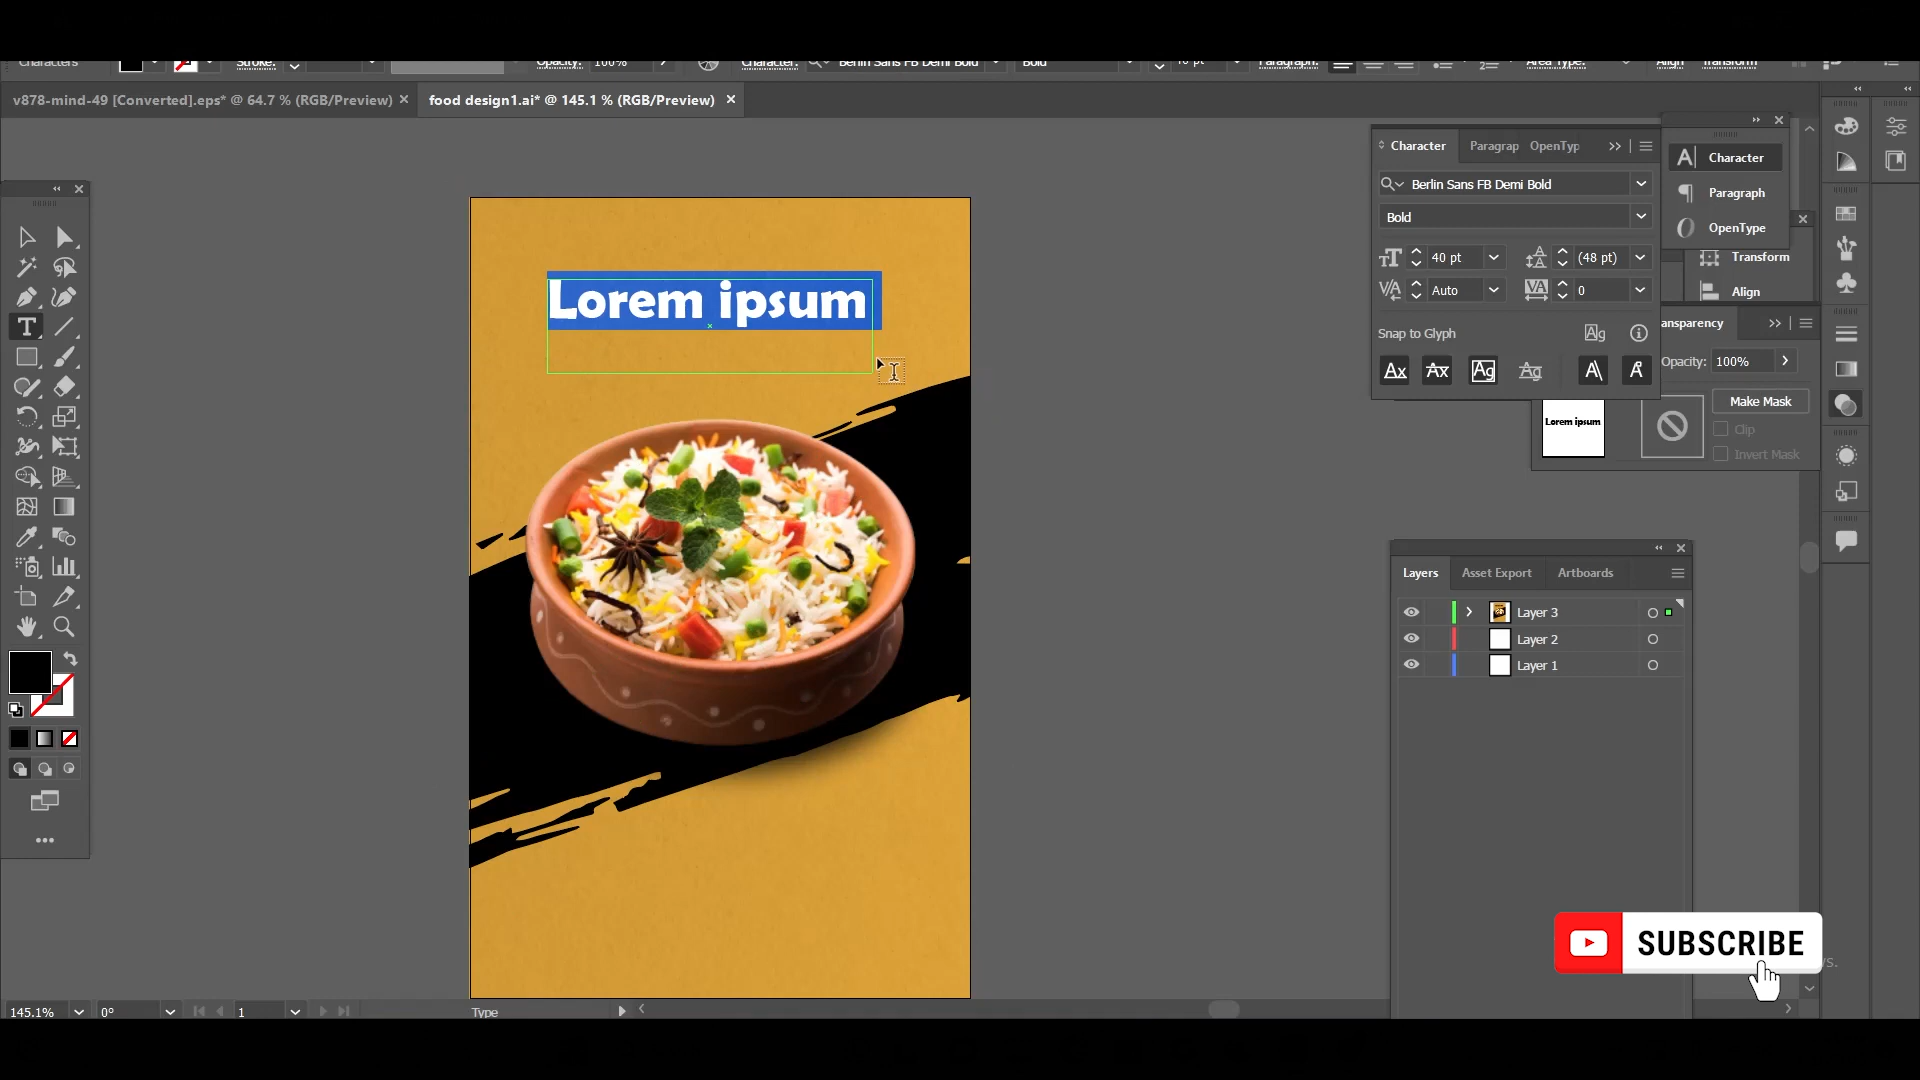 Characters Stroke: Opacity: 100% Character: Berlin Sans FB Demi Bold Bold Paragraph: Area Type: Align Transform
v878-mind-49 [Converted].eps* @ 64.7 % (RGB/Preview) food design1.ai* @ 145.1 % (RGB/Preview)
Character Paragrap OpenTyp
Berlin Sans FB Demi Bold
Bold
40 pt (48 pt)
Auto 0
Snap to Glyph
Character
Paragraph
OpenType
Transform
Align
ansparency
Opacity: 100%
Make Mask
Clip
Invert Mask
Lorem ipsum
Lorem ipsum
Layers Asset Export Artboards
Layer 3
Layer 2
Layer 1
SUBSCRIBE
145.1% 0° 1 Type